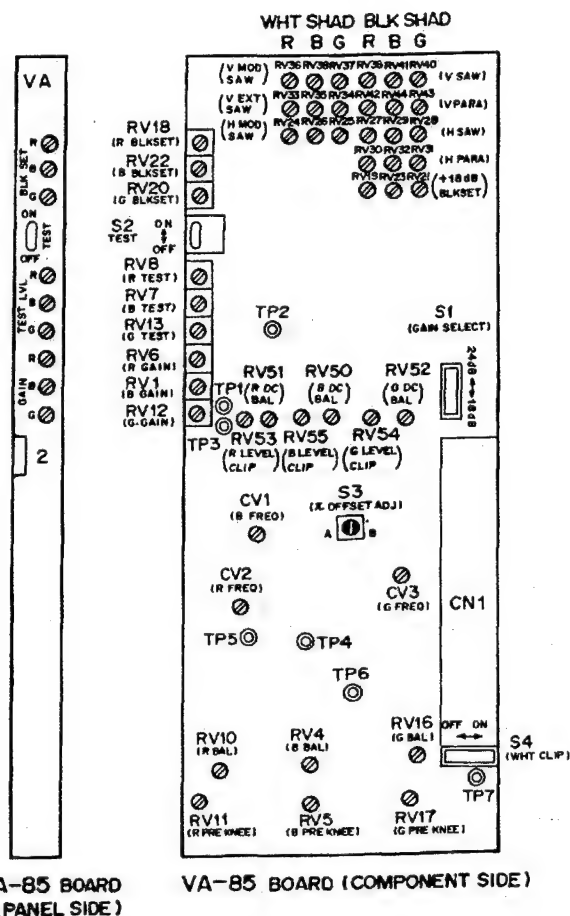 WHT SHAD BLK SHAD
R B G R B G
(V MOD SAW) RV36 RV38 RV37 RV39 RV41 RV40 (V SAW)
(V EXT SAW) RV33 RV35 RV34 RV42 RV44 RV43 (V PARA)
(H MOD SAW) RV24 RV26 RV25 RV27 RV29 RV28 (H SAW)
RV30 RV32 RV31 (H PARA)
RV19 RV23 RV21 (+18dB BLKSET)
VA
R
B
G
BLK SET
ON
OFF
TEST
R
B
G
TEST LVL
R
B
G
GAIN
2
RV18
(R BLKSET)
RV22
(B BLKSET)
RV20
(G BLKSET)
S2
TEST
ON
OFF
RV8
(R TEST)
RV7
(B TEST)
RV13
(G TEST)
RV6
(R GAIN)
RV1
(B GAIN)
RV12
(G-GAIN)
TP2
S1
(GAIN SELECT)
24dB
18dB
RV51
(R DC BAL)
RV50
(B DC BAL)
RV52
(G DC BAL)
TP1
TP3
RV53
(R LEVEL CLIP)
RV55
(B LEVEL CLIP)
RV54
(G LEVEL CLIP)
CV1
(B FREQ)
S3
(π OFFSET ADJ)
A B
CV2
(R FREQ)
CV3
(G FREQ)
CN1
TP5
TP4
TP6
RV10
(R BAL)
RV4
(B BAL)
RV16
(G BAL)
OFF ON
S4
(WHT CLIP)
TP7
RV11
(R PRE KNEE)
RV5
(B PRE KNEE)
RV17
(G PRE KNEE)
A-85 BOARD
PANEL SIDE)
VA-85 BOARD (COMPONENT SIDE)